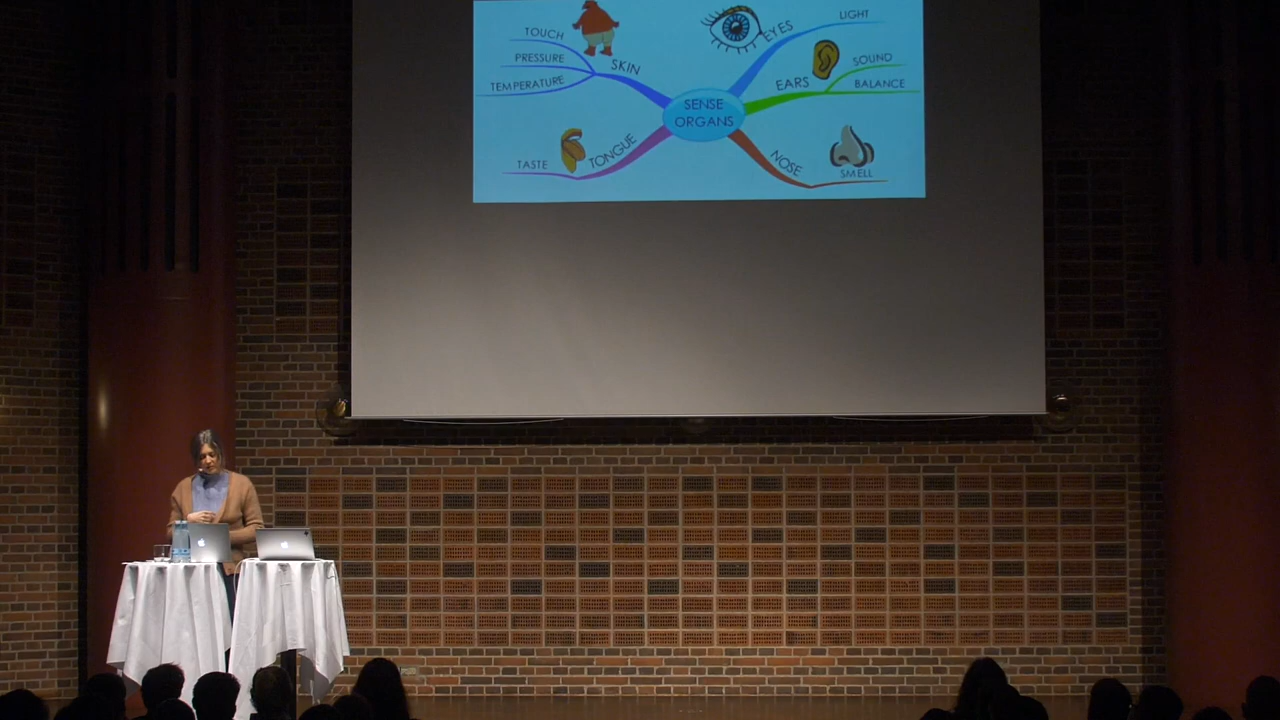 TOUCH
PRESSURE
TEMPERATURE
SKIN
EYES
LIGHT
EARS
SOUND
BALANCE
SENSE
ORGANS
TASTE
TONGUE
NOSE
SMELL